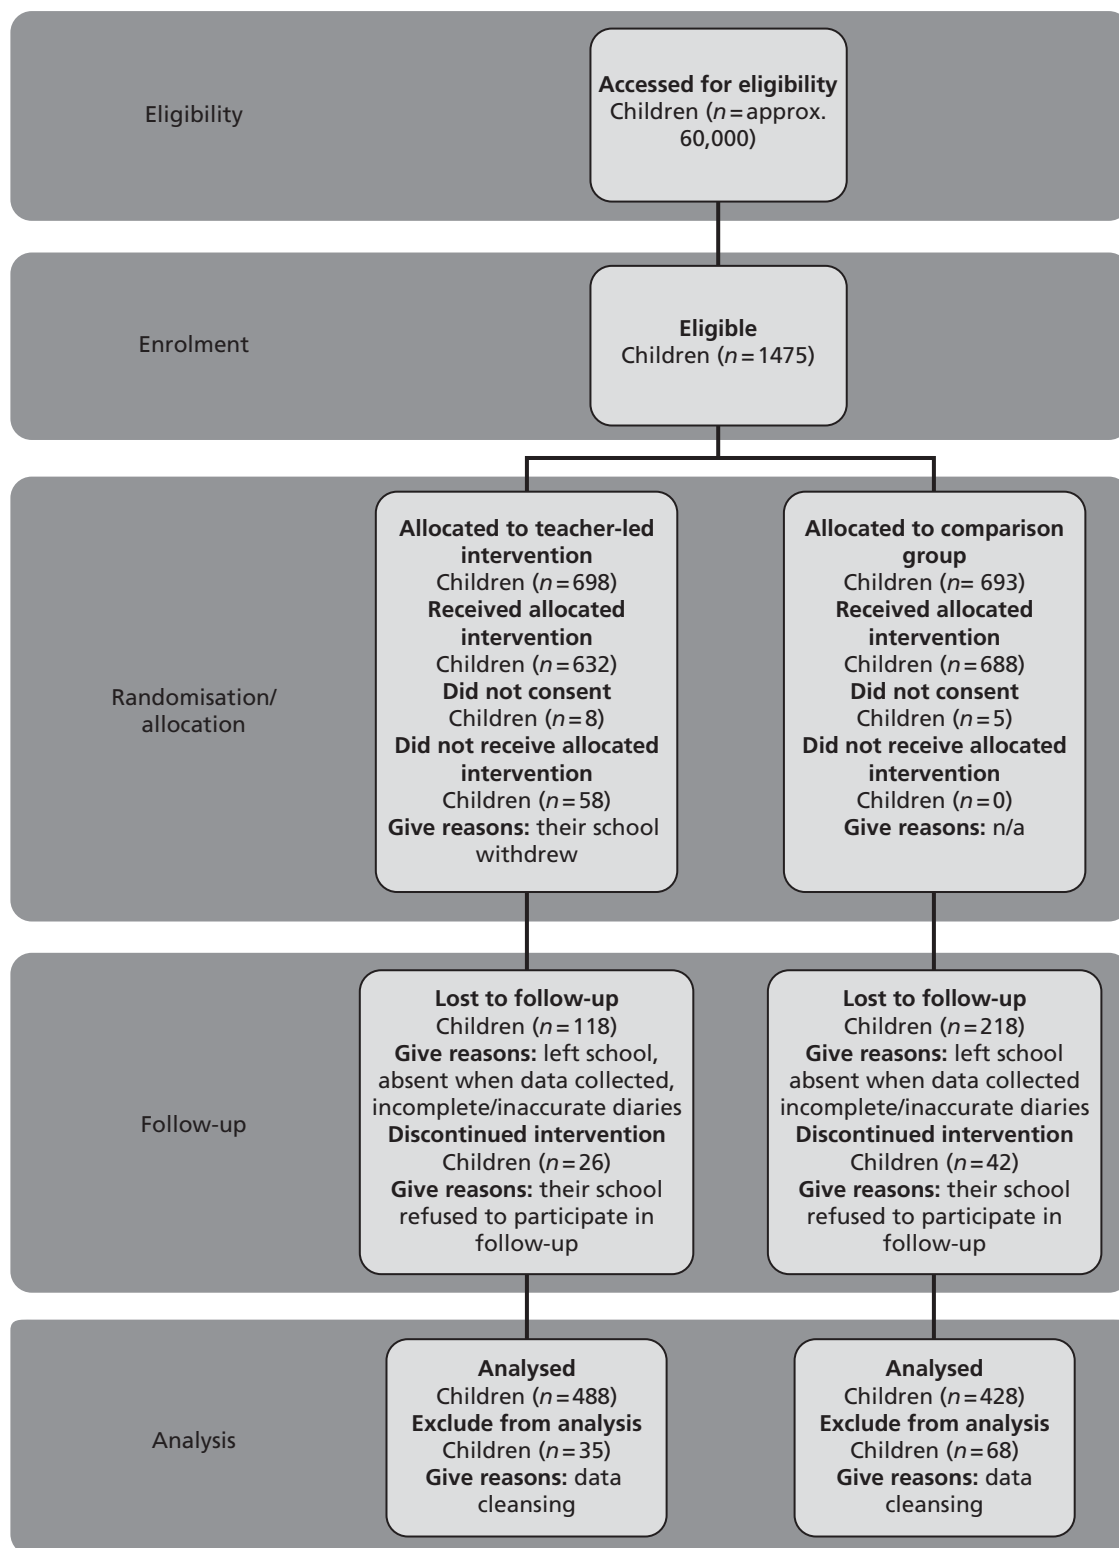 Eligibility
Accessed for eligibility
Children (n=approx.
60,000)
Enrolment
Eligible
Children (n=1475)
Randomisation/
allocation
Allocated to teacher-led
intervention
Children (n=698)
Received allocated
intervention
Children (n=632)
Did not consent
Children (n=8)
Did not receive allocated
intervention
Children (n=58)
Give reasons: their school
withdrew
Allocated to comparison
group
Children (n= 693)
Received allocated
intervention
Children (n=688)
Did not consent
Children (n=5)
Did not receive allocated
intervention
Children (n=0)
Give reasons: n/a
Follow-up
Lost to follow-up
Children (n=118)
Give reasons: left school,
absent when data collected,
incomplete/inaccurate diaries
Discontinued intervention
Children (n=26)
Give reasons: their school
refused to participate in
follow-up
Lost to follow-up
Children (n=218)
Give reasons: left school
absent when data collected
incomplete/inaccurate diaries
Discontinued intervention
Children (n=42)
Give reasons: their school
refused to participate in
follow-up
Analysis
Analysed
Children (n=488)
Exclude from analysis
Children (n=35)
Give reasons: data
cleansing
Analysed
Children (n=428)
Exclude from analysis
Children (n=68)
Give reasons: data
cleansing